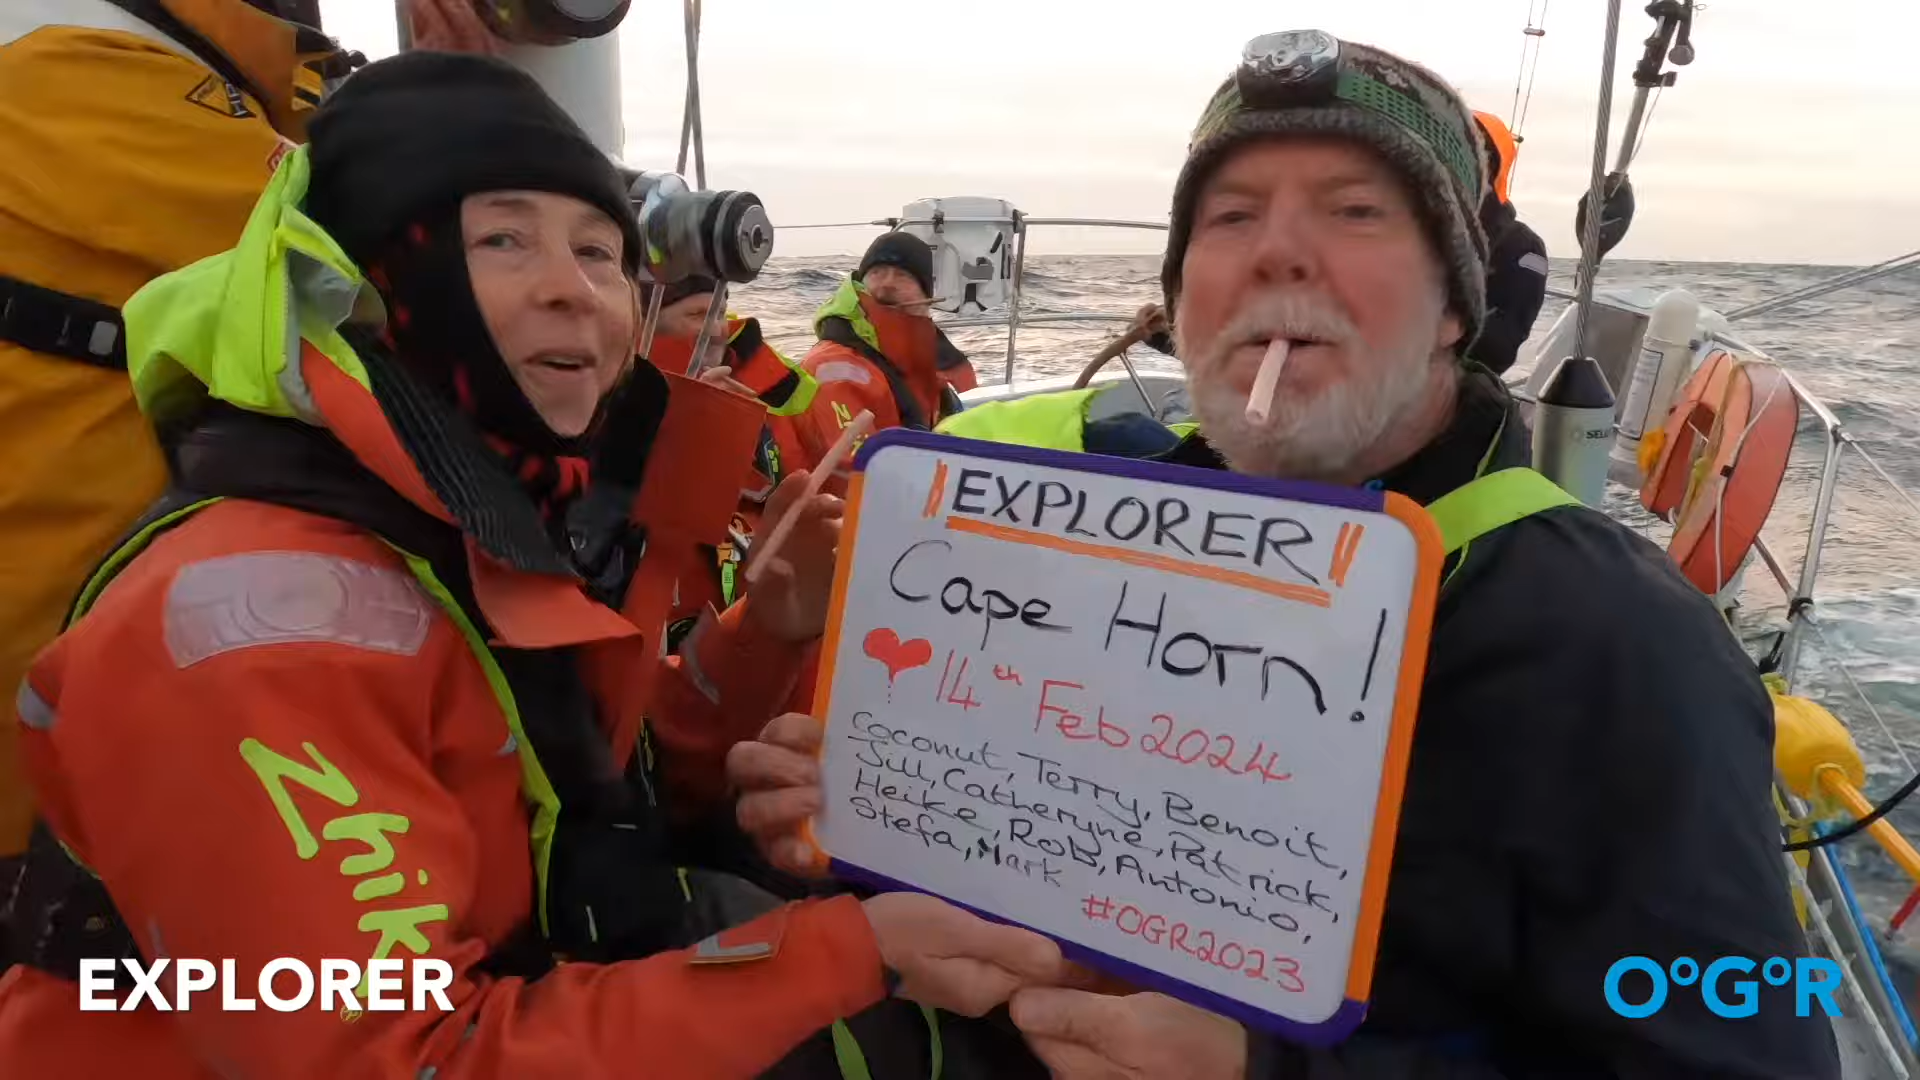 EXPLORER
Cape Horn!
14th Feb 2024
Coconut, Terry, Benoit,
Jill, Catheryne, Patrick,
Heike, Rob, Antonio,
Stefa, Mark
#OGR2023
Zhik
EXPLORER
O°G°R